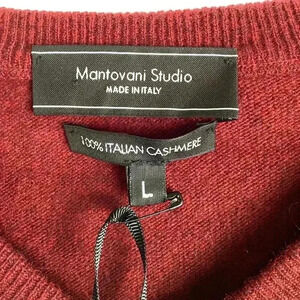 Mantovani Studio
MADE IN ITALY
100% ITALIAN CASHMERE
L